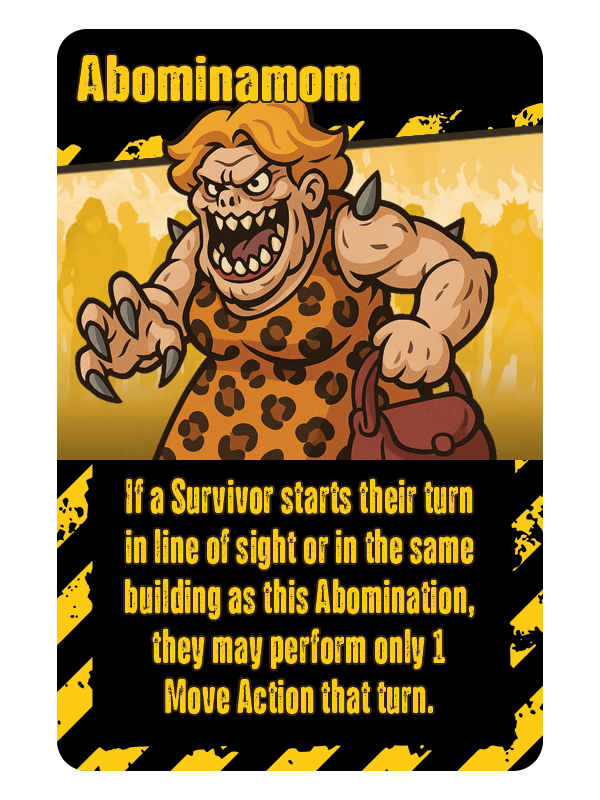 Abominamom
If a Survivor starts their turn
in line of sight or in the same
building as this Abomination,
they may perform only 1
Move Action that turn.